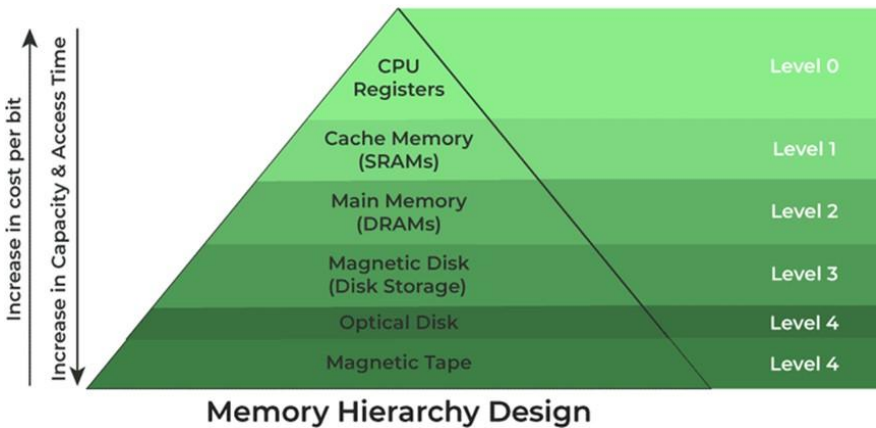 Increase in cost per bit
Increase in Capacity & Access Time
CPU
Registers
Level 0
Cache Memory
(SRAMs)
Level 1
Main Memory
(DRAMs)
Level 2
Magnetic Disk
(Disk Storage)
Level 3
Optical Disk
Level 4
Magnetic Tape
Level 4
Memory Hierarchy Design